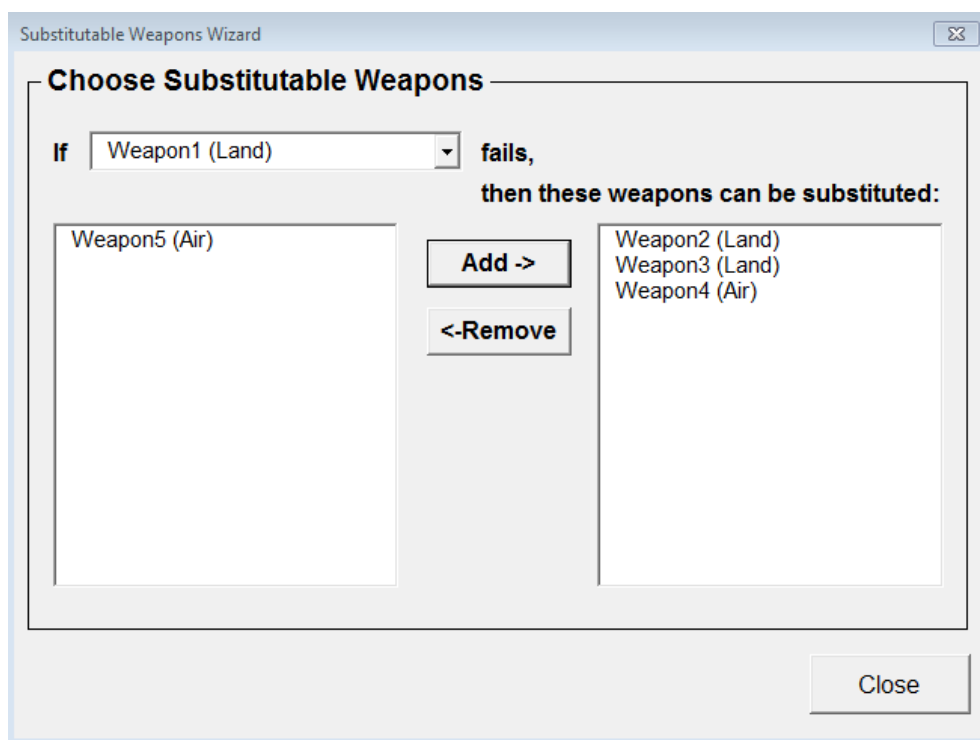 Substitutable Weapons Wizard
Choose Substitutable Weapons
If Weapon1 (Land) fails,
then these weapons can be substituted:
Weapon5 (Air)
Add ->
<-Remove
Weapon2 (Land)
Weapon3 (Land)
Weapon4 (Air)
Close